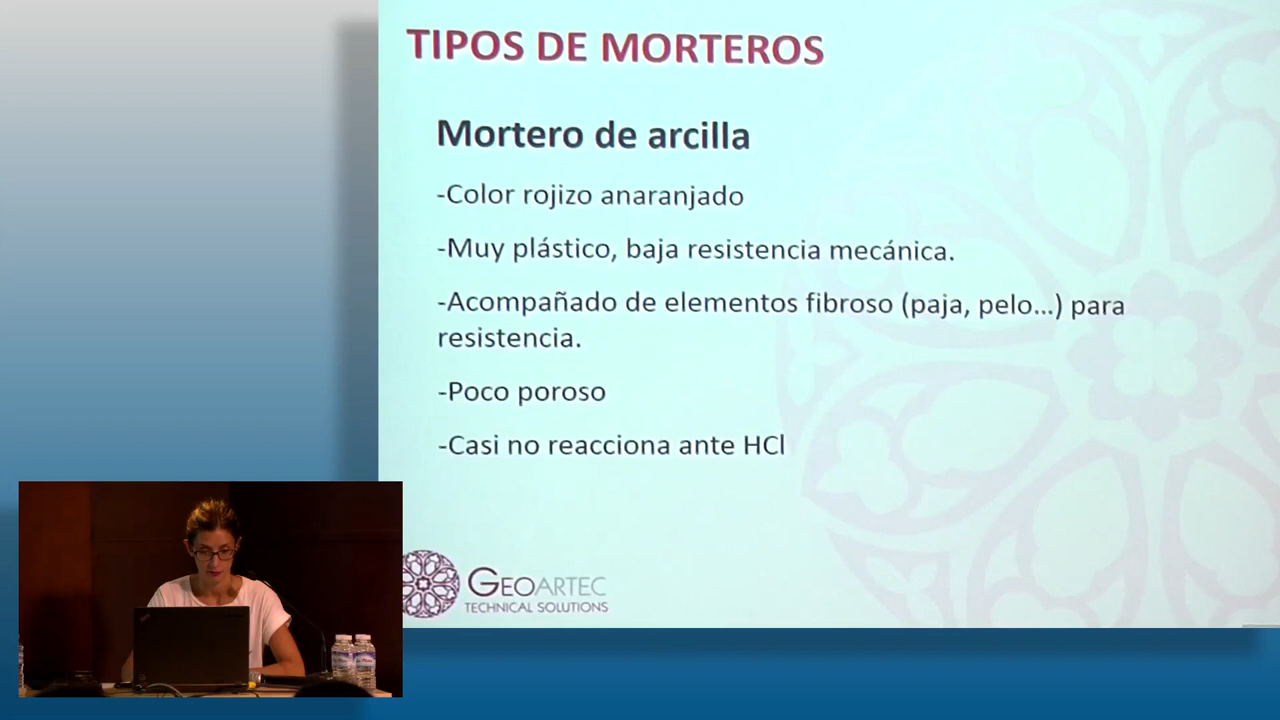 TIPOS DE MORTEROS
Mortero de arcilla
-Color rojizo anaranjado
-Muy plástico, baja resistencia mecánica.
-Acompañado de elementos fibroso (paja, pelo...) para
resistencia.
-Poco poroso
-Casi no reacciona ante HCl
GEOARTEC
TECHNICAL SOLUTIONS